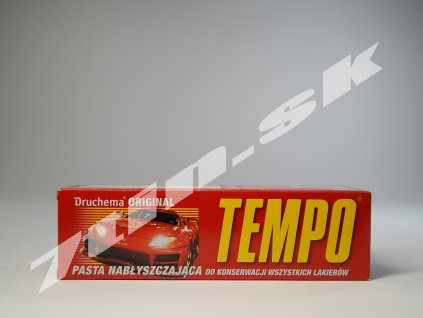 Druchema® ORIGINAL
TEMPO®
PASTA NABŁYSZCZAJĄCA DO KONSERWACJI WSZYSTKICH LAKIERÓW